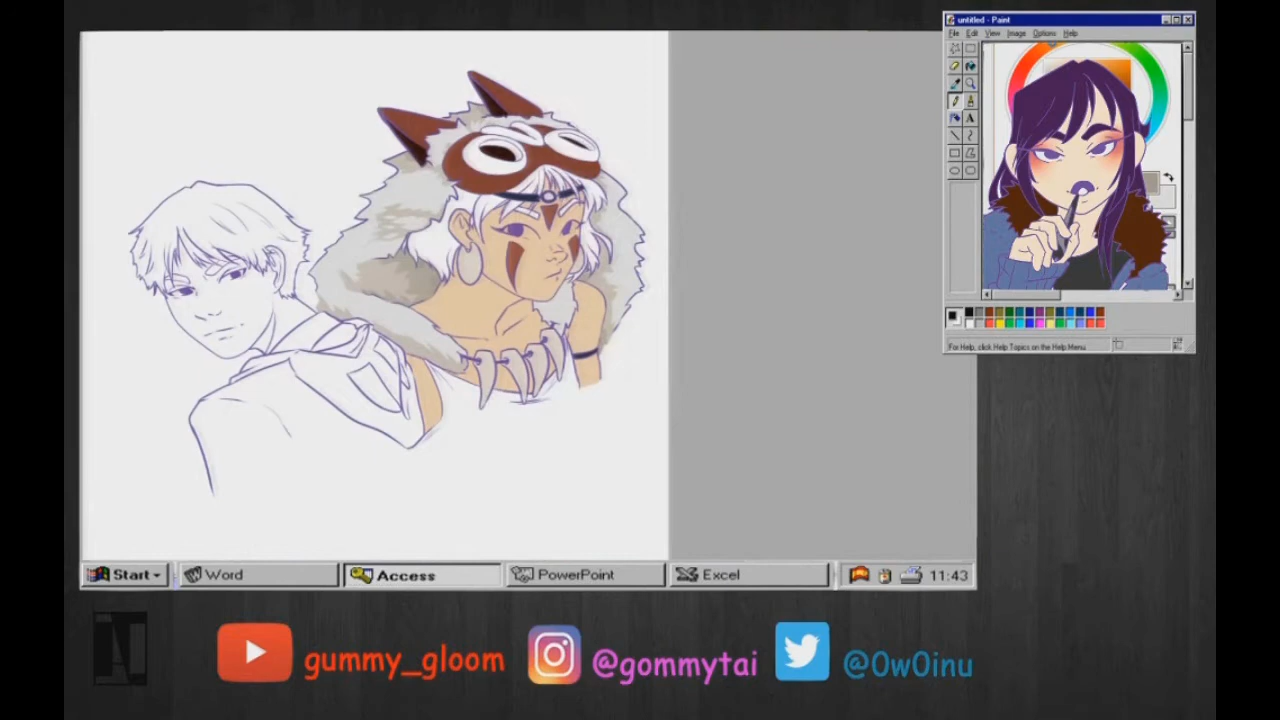 untitled - Paint
File Edit View Image Options Help
For Help, click Help Topics on the Help Menu.
Start Word Access PowerPoint Excel 11:43
gummy_gloom @gommytai @OwOinu